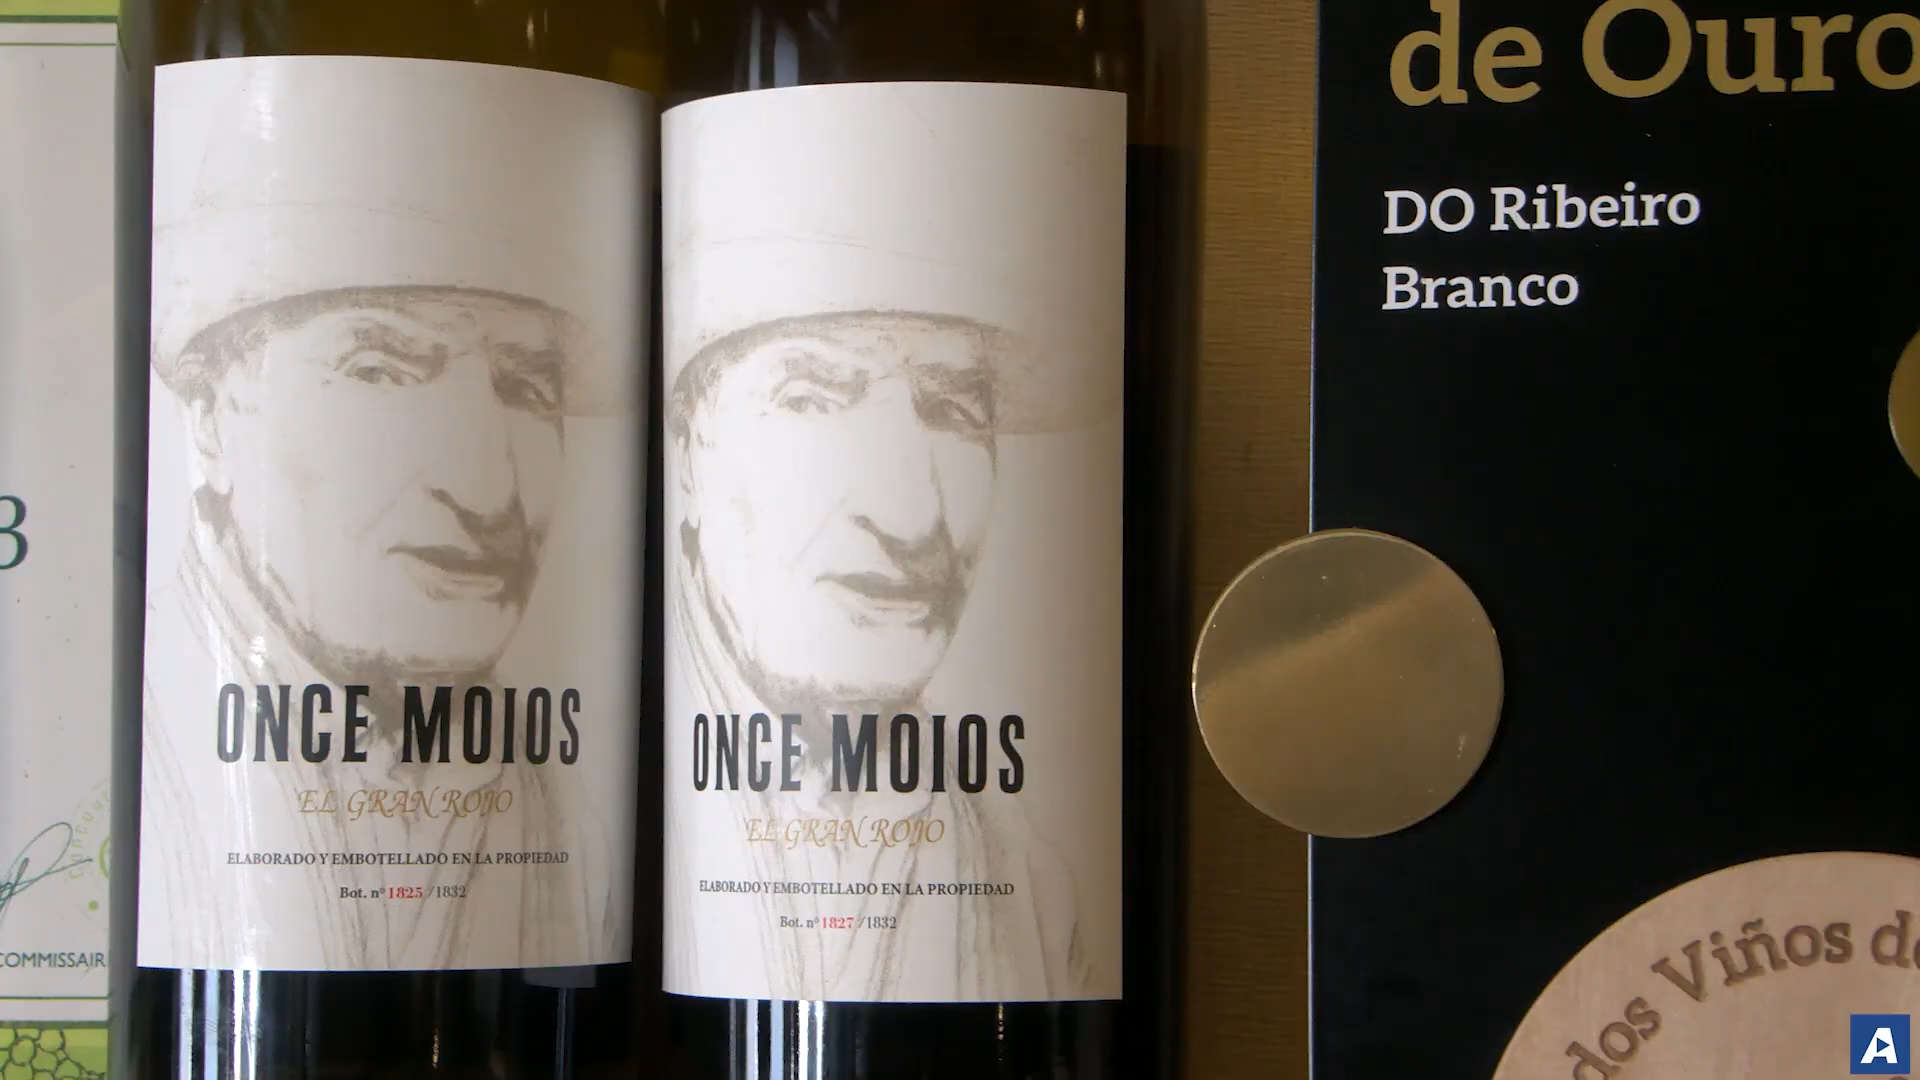 de Ouro
DO Ribeiro
Branco
3
ONCE MOIOS
EL GRAN ROJO
ELABORADO Y EMBOTELLADO EN LA PROPIEDAD
Bot. nº 1825 /1832
ONCE MOIOS
EL GRAN ROJO
ELABORADO Y EMBOTELLADO EN LA PROPIEDAD
Bot. nº 1827 /1832
COMMISSAIR
dos Viños de
A